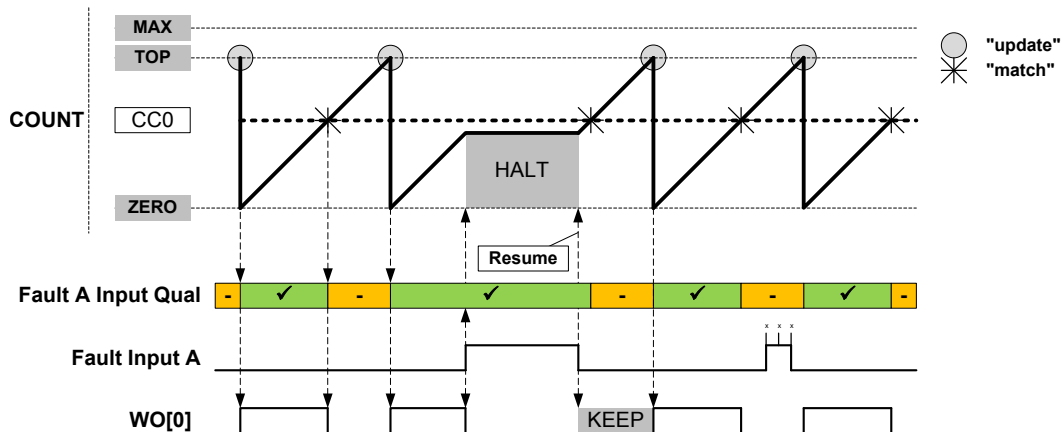 MAX
TOP
"update"
"match"
COUNT
CC0
HALT
ZERO
Resume
Fault A Input Qual
- ✓ - ✓ - ✓ - ✓ -
x x x
Fault Input A
WO[0]
KEEP